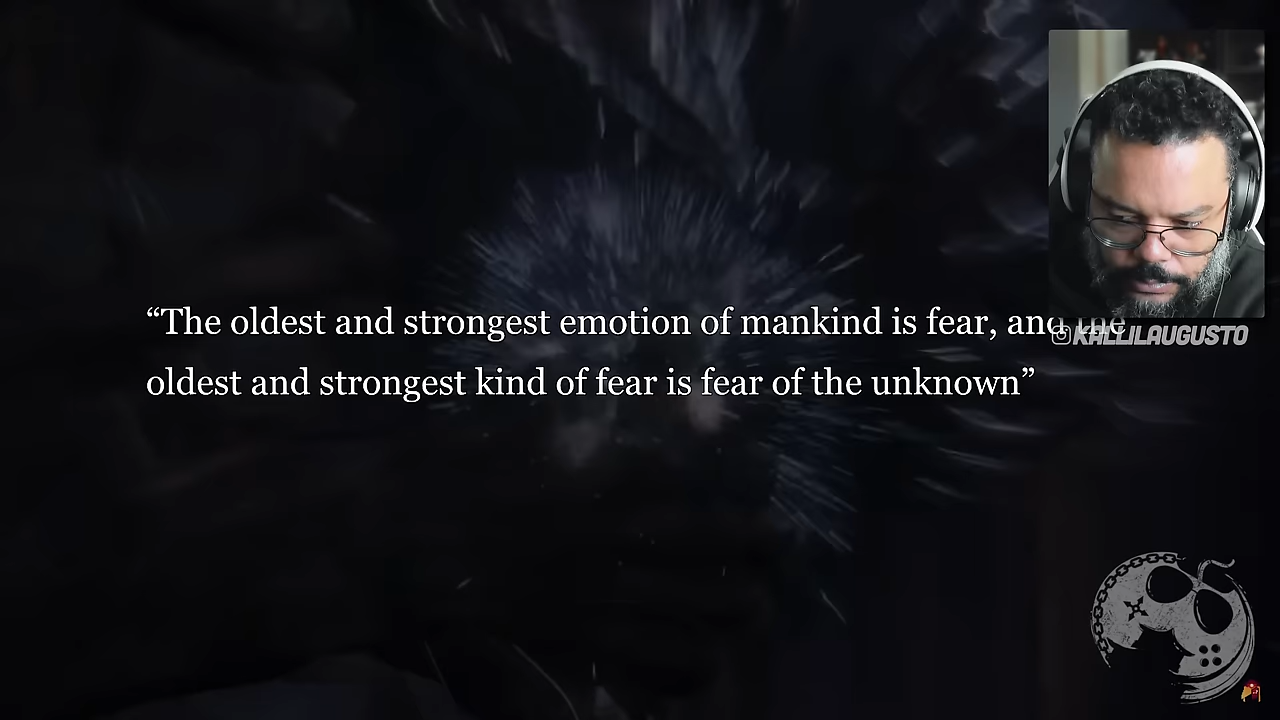 “The oldest and strongest emotion of mankind is fear, and the
oldest and strongest kind of fear is fear of the unknown”
KALLILAUGUSTO